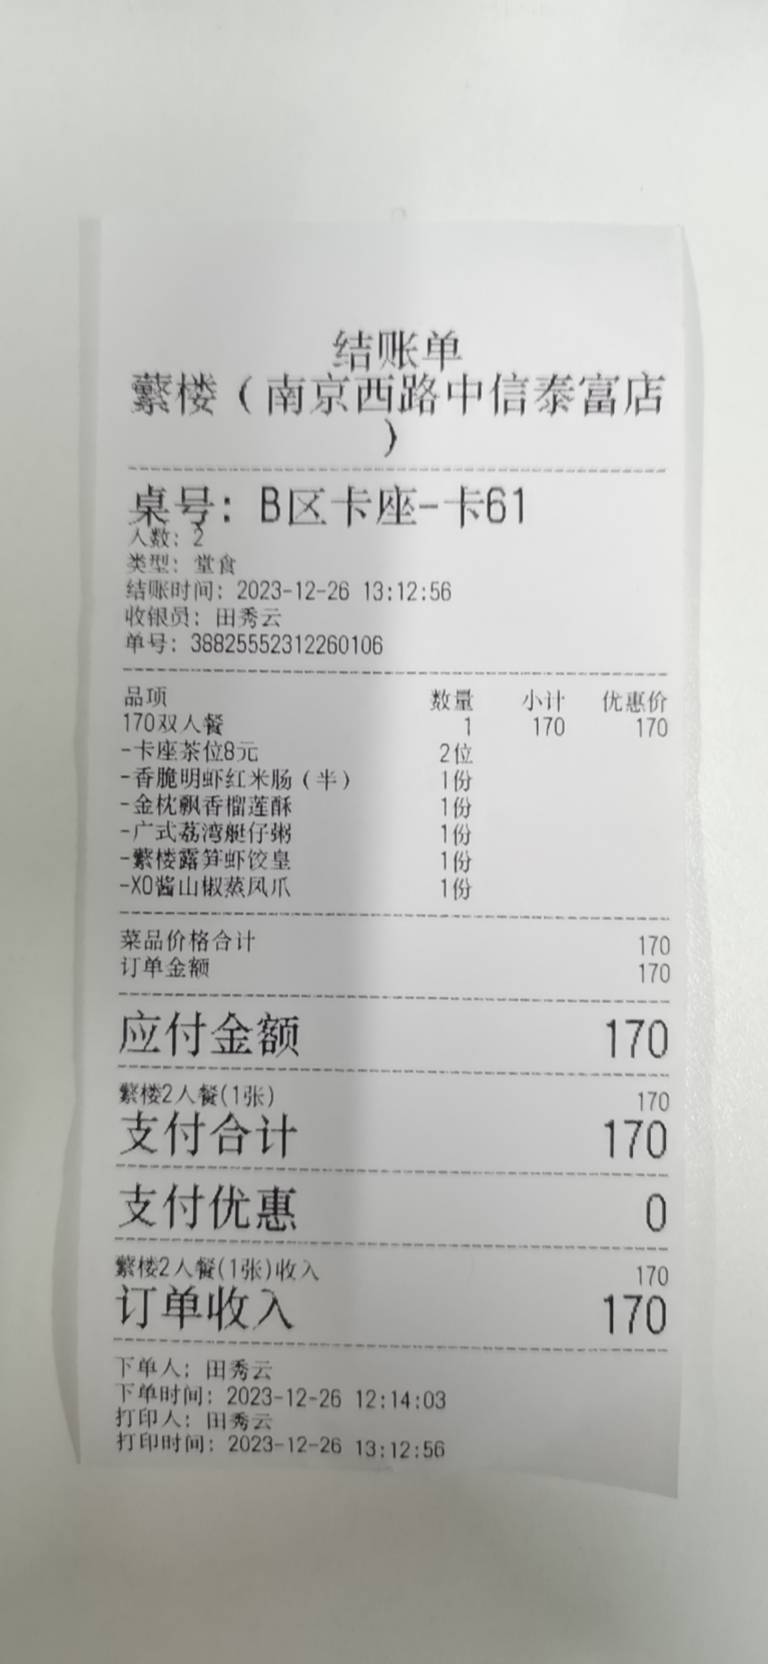 结账单
蘩楼（南京西路中信泰富店
）
桌号：B区卡座-卡61
人数：2
类型：堂食
结账时间：2023-12-26 13:12:56
收银员：田秀云
单号：38825552312260106
品项 数量 小计 优惠价
170双人餐 1 170 170
-卡座茶位8元 2位
-香脆明虾红米肠（半） 1份
-金枕飘香榴莲酥 1份
-广式荔湾艇仔粥 1份
-蘩楼露笋虾饺皇 1份
-XO酱山椒蒸凤爪 1份
菜品价格合计 170
订单金额 170
应付金额 170
蘩楼2人餐(1张) 170
支付合计 170
支付优惠 0
蘩楼2人餐(1张)收入 170
订单收入 170
下单人：田秀云
下单时间：2023-12-26 12:14:03
打印人：田秀云
打印时间：2023-12-26 13:12:56